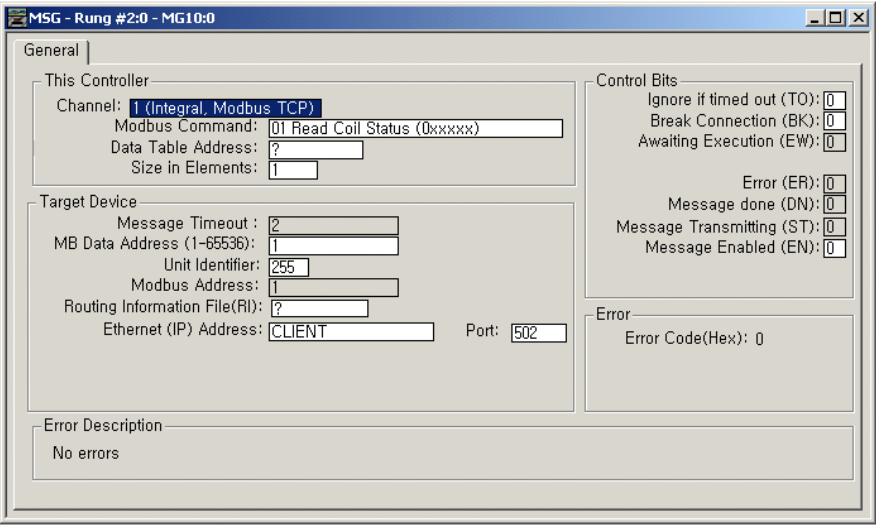 MSG - Rung #2:0 - MG10:0
General
This Controller
Channel: 1 (Integral, Modbus TCP)
Modbus Command: 01 Read Coil Status (0xxxxx)
Data Table Address: ?
Size in Elements: 1
Target Device
Message Timeout : 2
MB Data Address (1-65536): 1
Unit Identifier: 255
Modbus Address: 1
Routing Information File(RI): ?
Ethernet (IP) Address: CLIENT Port: 502
Control Bits
Ignore if timed out (TO): 0
Break Connection (BK): 0
Awaiting Execution (EW): 0
Error (ER): 0
Message done (DN): 0
Message Transmitting (ST): 0
Message Enabled (EN): 0
Error
Error Code(Hex): 0
Error Description
No errors